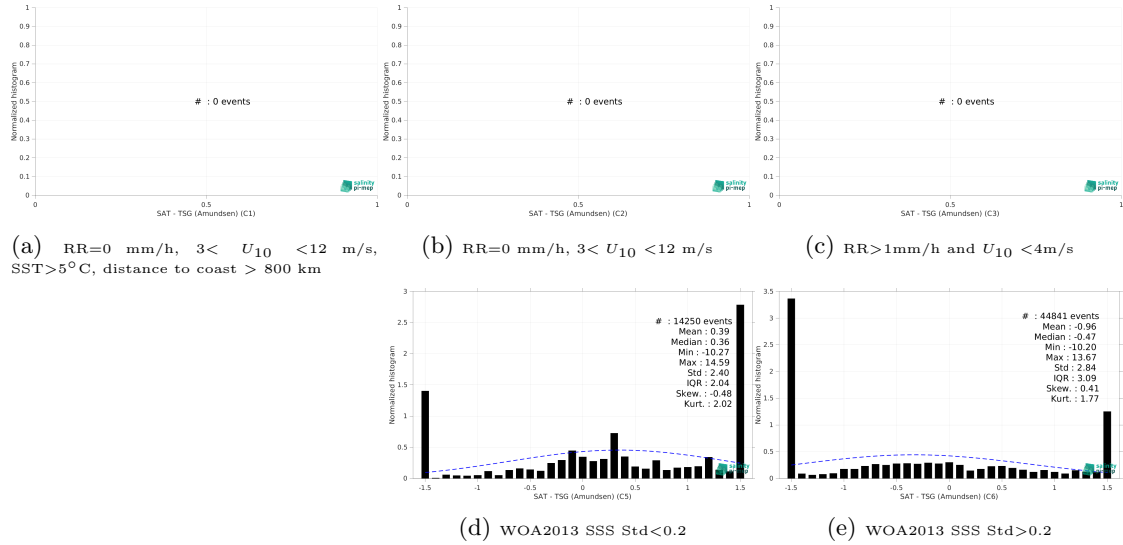 1
0.9
0.8
0.7
0.6
0.5
0.4
0.3
0.2
0.1
0
Normalized histogram
# : 0 events
salinity
pi-mep
0 0.5 1
SAT - TSG (Amundsen) (C1)
(a) RR=0 mm/h, 3< U10 <12 m/s,
SST>5°C, distance to coast > 800 km
1
0.9
0.8
0.7
0.6
0.5
0.4
0.3
0.2
0.1
0
Normalized histogram
# : 0 events
salinity
pi-mep
0 0.5 1
SAT - TSG (Amundsen) (C2)
(b) RR=0 mm/h, 3< U10 <12 m/s
1
0.9
0.8
0.7
0.6
0.5
0.4
0.3
0.2
0.1
0
Normalized histogram
# : 0 events
salinity
pi-mep
0 0.5 1
SAT - TSG (Amundsen) (C3)
(c) RR>1mm/h and U10 <4m/s
3
2.5
2
1.5
1
0.5
0
Normalized histogram
# : 14250 events
Mean : 0.39
Median : 0.36
Min : -10.27
Max : 14.59
Std : 2.40
IQR : 2.04
Skew. : -0.48
Kurt. : 2.02
salinity
pi-mep
-1.5 -1 -0.5 0 0.5 1 1.5
SAT - TSG (Amundsen) (C5)
(d) WOA2013 SSS Std<0.2
3.5
3
2.5
2
1.5
1
0.5
0
Normalized histogram
# : 44841 events
Mean : -0.96
Median : -0.47
Min : -10.20
Max : 13.67
Std : 2.84
IQR : 3.09
Skew. : 0.41
Kurt. : 1.77
salinity
pi-mep
-1.5 -1 -0.5 0 0.5 1 1.5
SAT - TSG (Amundsen) (C6)
(e) WOA2013 SSS Std>0.2